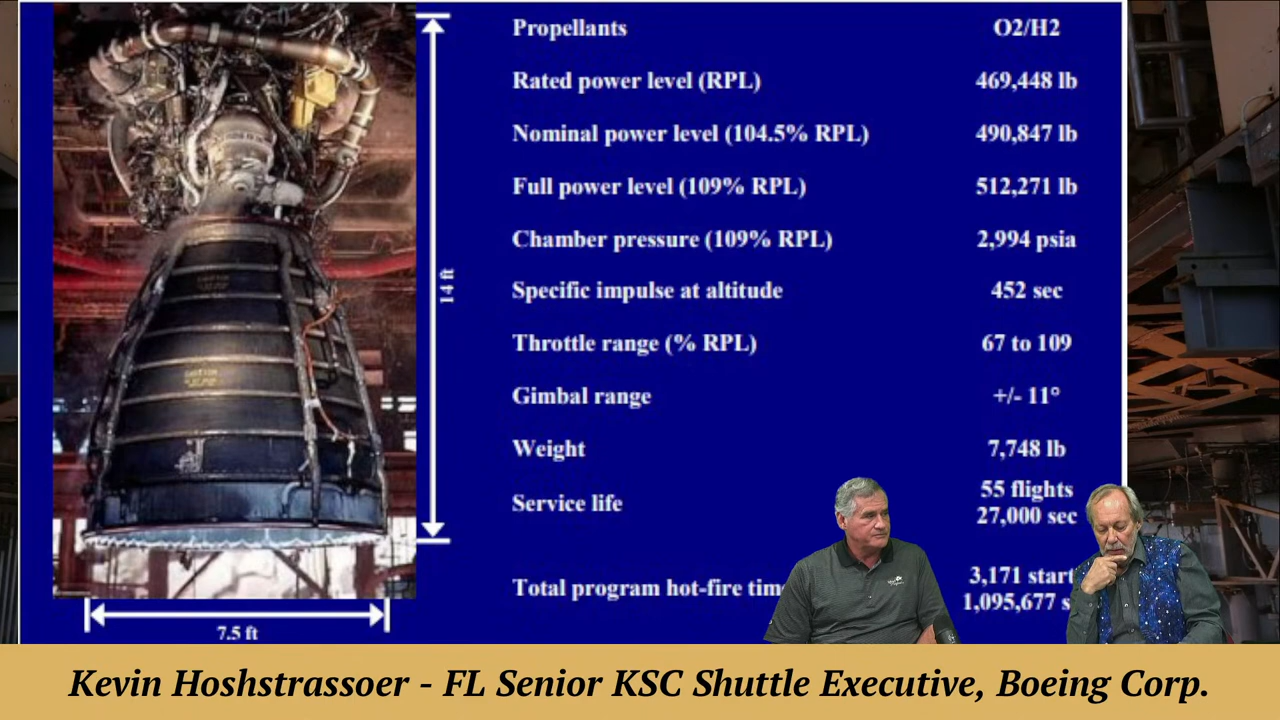 Propellants O2/H2
Rated power level (RPL) 469,448 lb
Nominal power level (104.5% RPL) 490,847 lb
Full power level (109% RPL) 512,271 lb
Chamber pressure (109% RPL) 2,994 psia
Specific impulse at altitude 452 sec
Throttle range (% RPL) 67 to 109
Gimbal range +/- 11°
Weight 7,748 lb
Service life 55 flights
27,000 sec
Total program hot-fire tim 3,171 start
1,095,677 s
14 ft
7.5 ft
Kevin Hoshstrassoer - FL Senior KSC Shuttle Executive, Boeing Corp.